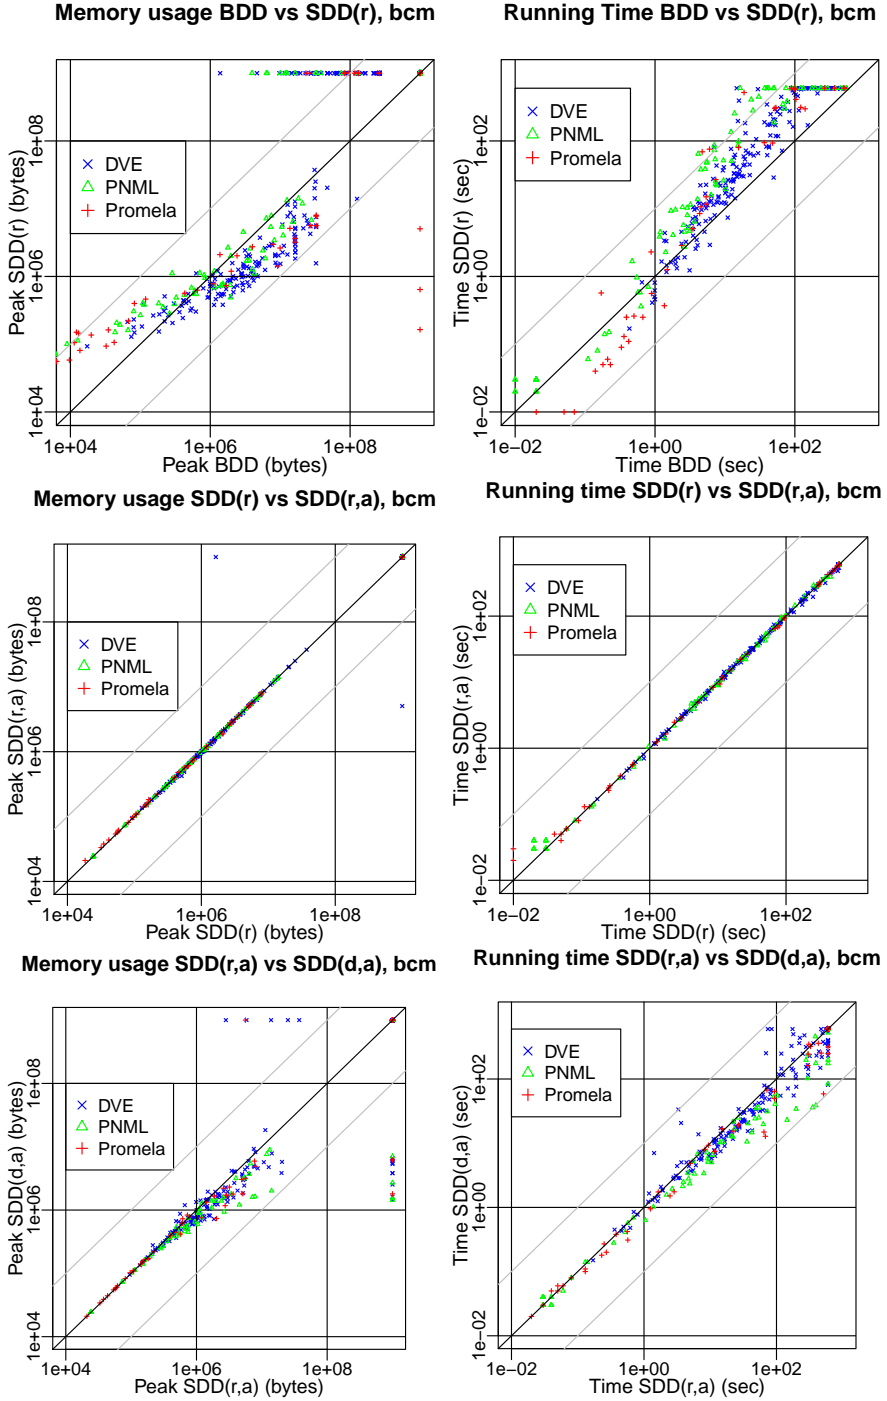 Memory usage BDD vs SDD(r), bcm
Peak SDD(r) (bytes)
1e+04 1e+06 1e+08
DVE
PNML
Promela
1e+04 1e+06 1e+08
Peak BDD (bytes)
Running Time BDD vs SDD(r), bcm
Time SDD(r) (sec)
1e−02 1e+00 1e+02
DVE
PNML
Promela
1e−02 1e+00 1e+02
Time BDD (sec)
Memory usage SDD(r) vs SDD(r,a), bcm
Peak SDD(r,a) (bytes)
1e+04 1e+06 1e+08
DVE
PNML
Promela
1e+04 1e+06 1e+08
Peak SDD(r) (bytes)
Running time SDD(r) vs SDD(r,a), bcm
Time SDD(r,a) (sec)
1e−02 1e+00 1e+02
DVE
PNML
Promela
1e−02 1e+00 1e+02
Time SDD(r) (sec)
Memory usage SDD(r,a) vs SDD(d,a), bcm
Peak SDD(d,a) (bytes)
1e+04 1e+06 1e+08
DVE
PNML
Promela
1e+04 1e+06 1e+08
Peak SDD(r,a) (bytes)
Running time SDD(r,a) vs SDD(d,a), bcm
Time SDD(d,a) (sec)
1e−02 1e+00 1e+02
DVE
PNML
Promela
1e−02 1e+00 1e+02
Time SDD(r,a) (sec)